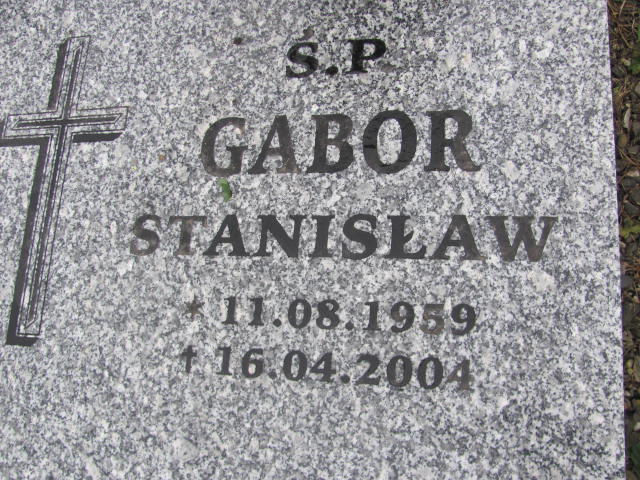 Ś.P
GABOR
STANISŁAW
* 11.08.1959
† 16.04.2004